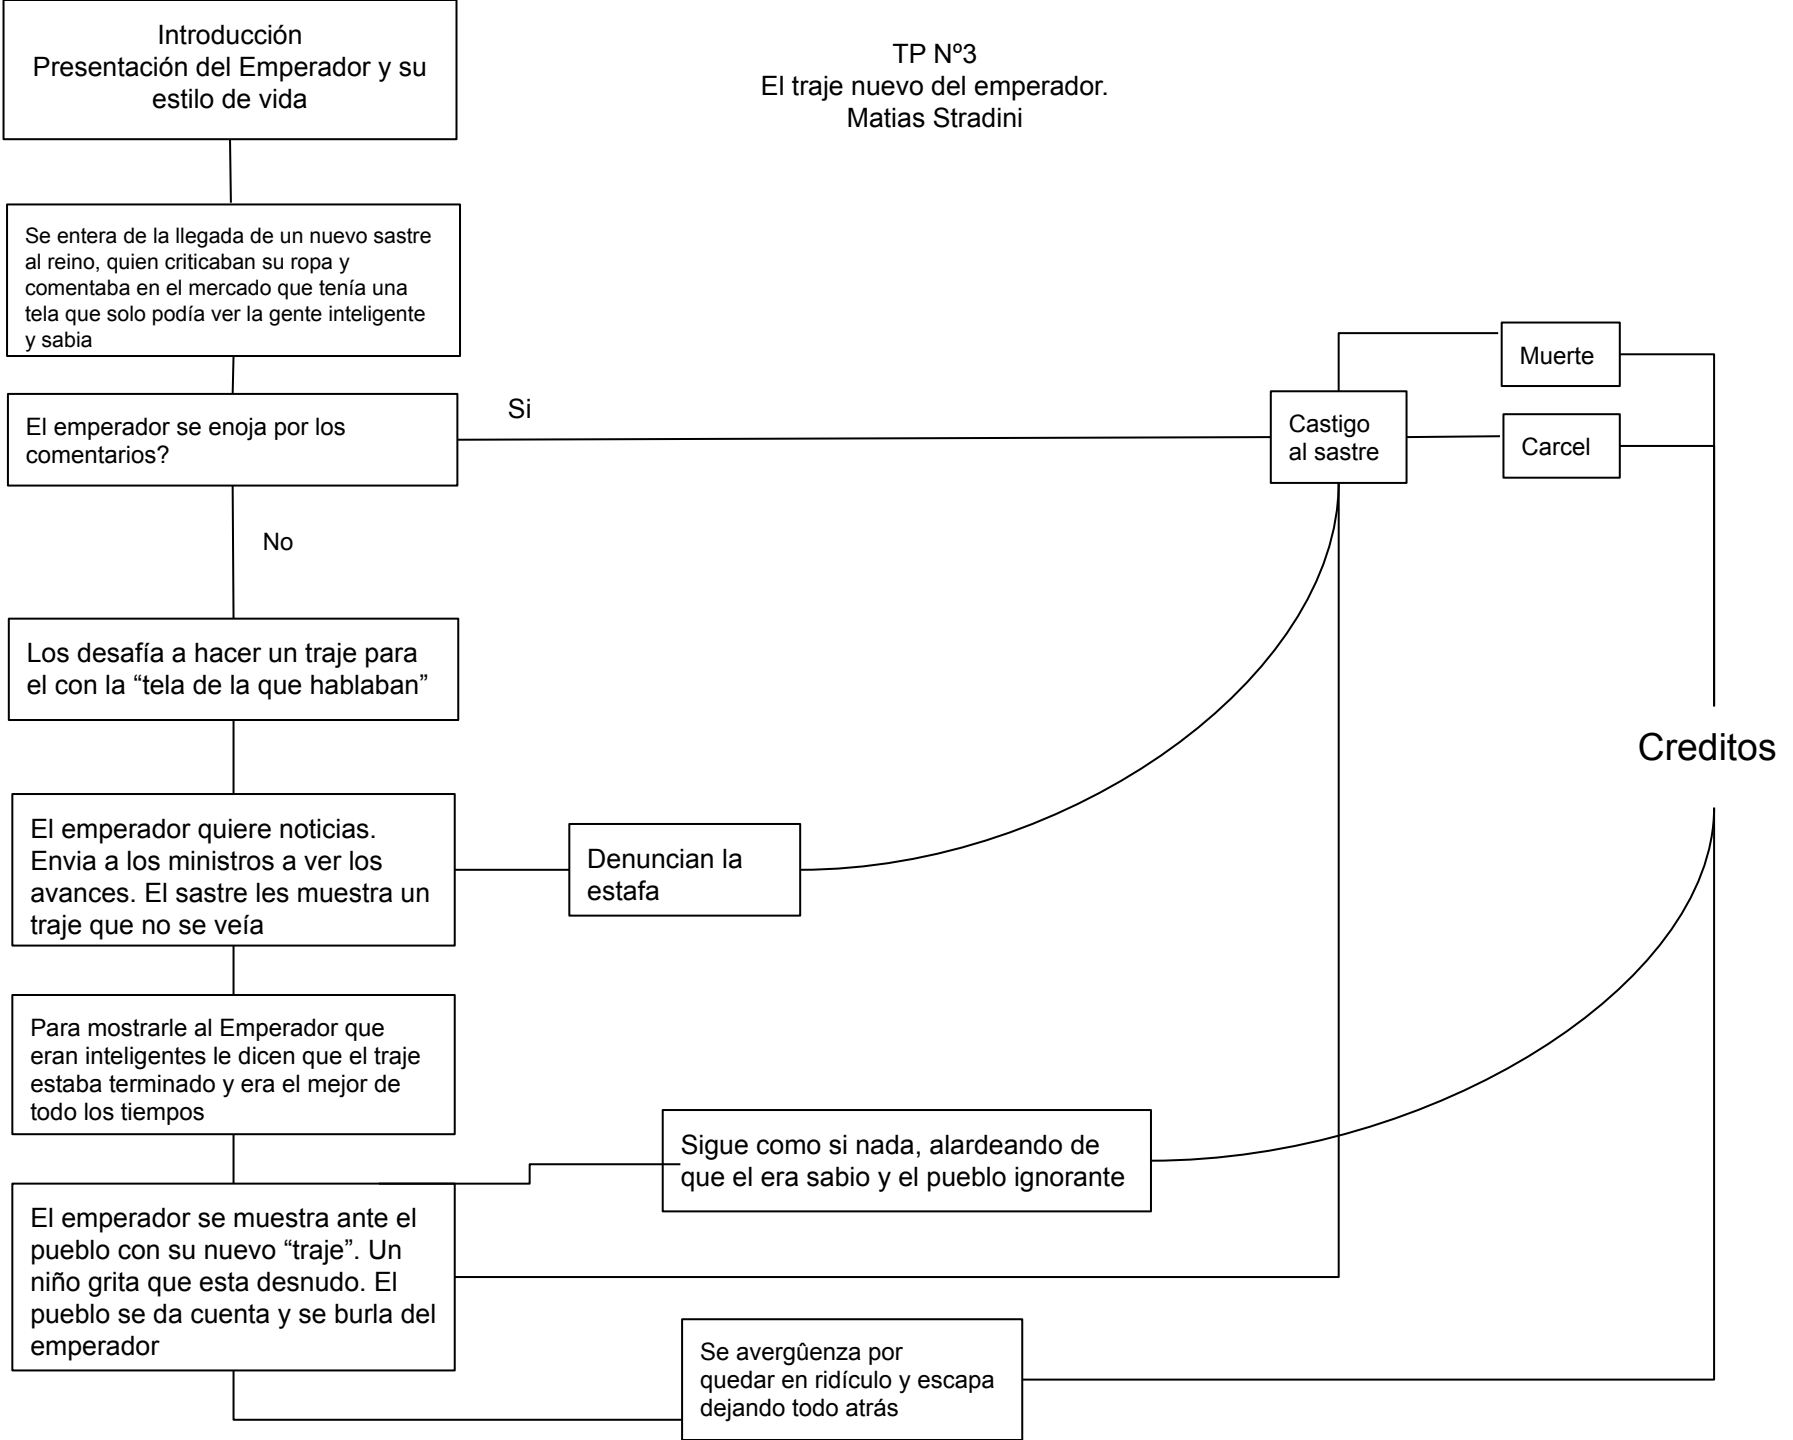 Introducción
Presentación del Emperador y su
estilo de vida
TP Nº3
El traje nuevo del emperador.
Matias Stradini
Se entera de la llegada de un nuevo sastre
al reino, quien criticaban su ropa y
comentaba en el mercado que tenía una
tela que solo podía ver la gente inteligente
y sabia
El emperador se enoja por los
comentarios?
Si
Castigo
al sastre
Muerte
Carcel
No
Los desafía a hacer un traje para
el con la “tela de la que hablaban”
Creditos
El emperador quiere noticias.
Envia a los ministros a ver los
avances. El sastre les muestra un
traje que no se veía
Denuncian la
estafa
Para mostrarle al Emperador que
eran inteligentes le dicen que el traje
estaba terminado y era el mejor de
todo los tiempos
Sigue como si nada, alardeando de
que el era sabio y el pueblo ignorante
El emperador se muestra ante el
pueblo con su nuevo “traje”. Un
niño grita que esta desnudo. El
pueblo se da cuenta y se burla del
emperador
Se avergûenza por
quedar en ridículo y escapa
dejando todo atrás